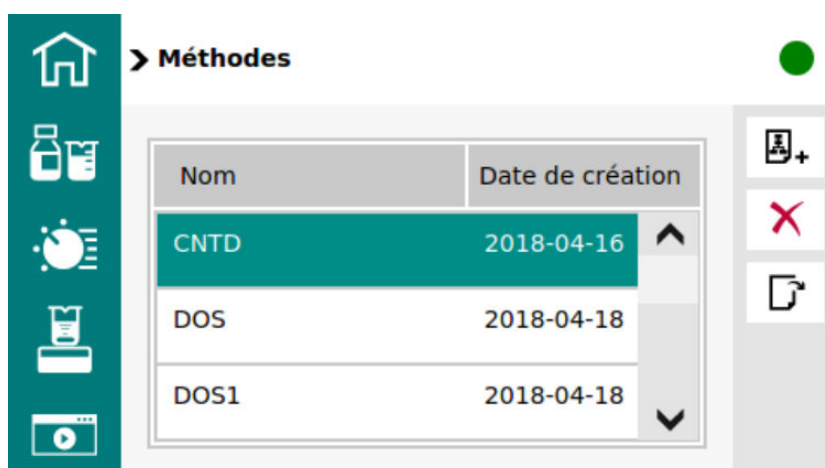 Méthodes
Nom Date de création
CNTD 2018-04-16
DOS 2018-04-18
DOS1 2018-04-18